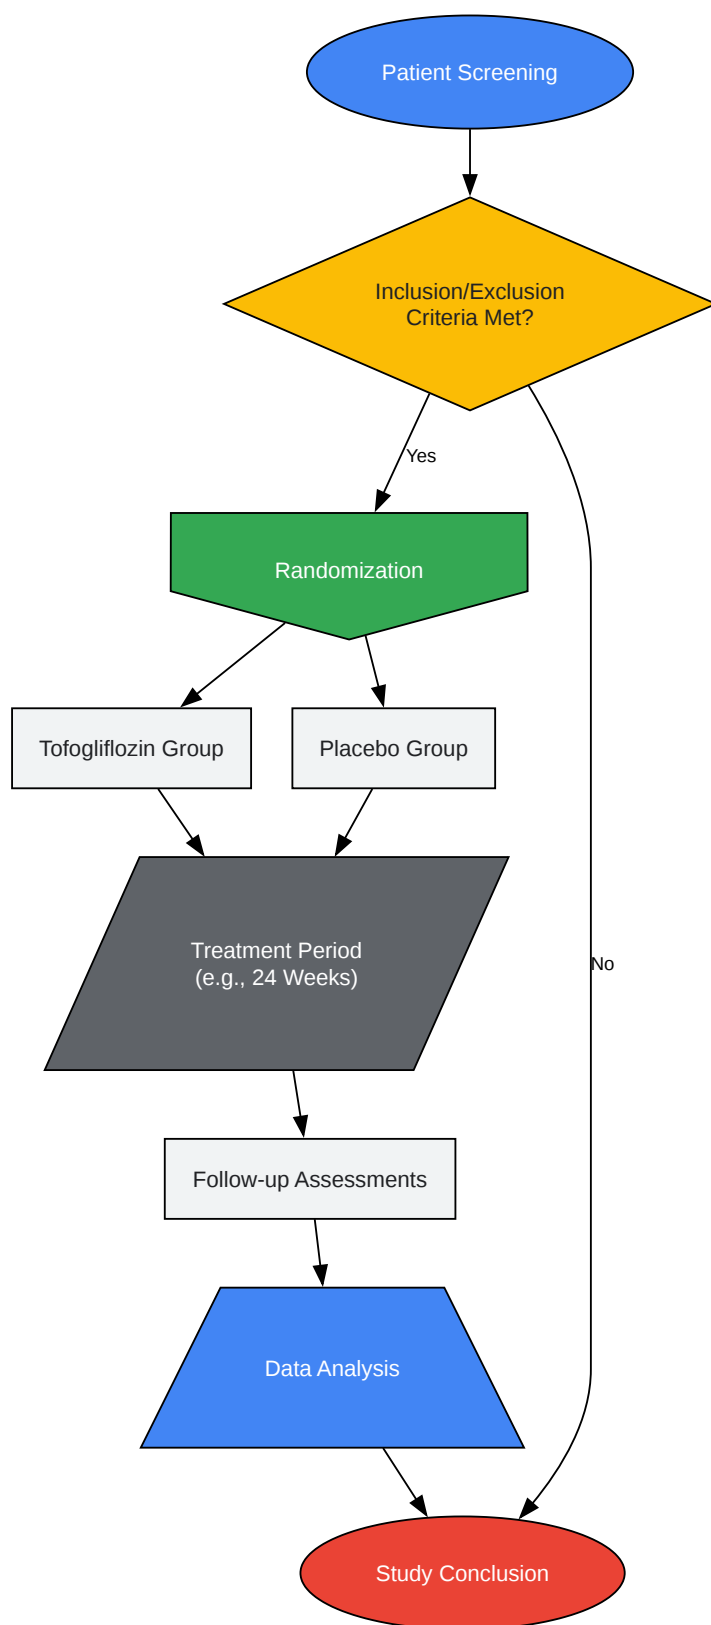 Patient Screening
Inclusion/Exclusion
Criteria Met?
Yes
Randomization
Tofogliflozin Group
Placebo Group
Treatment Period
(e.g., 24 Weeks)
No
Follow-up Assessments
Data Analysis
Study Conclusion